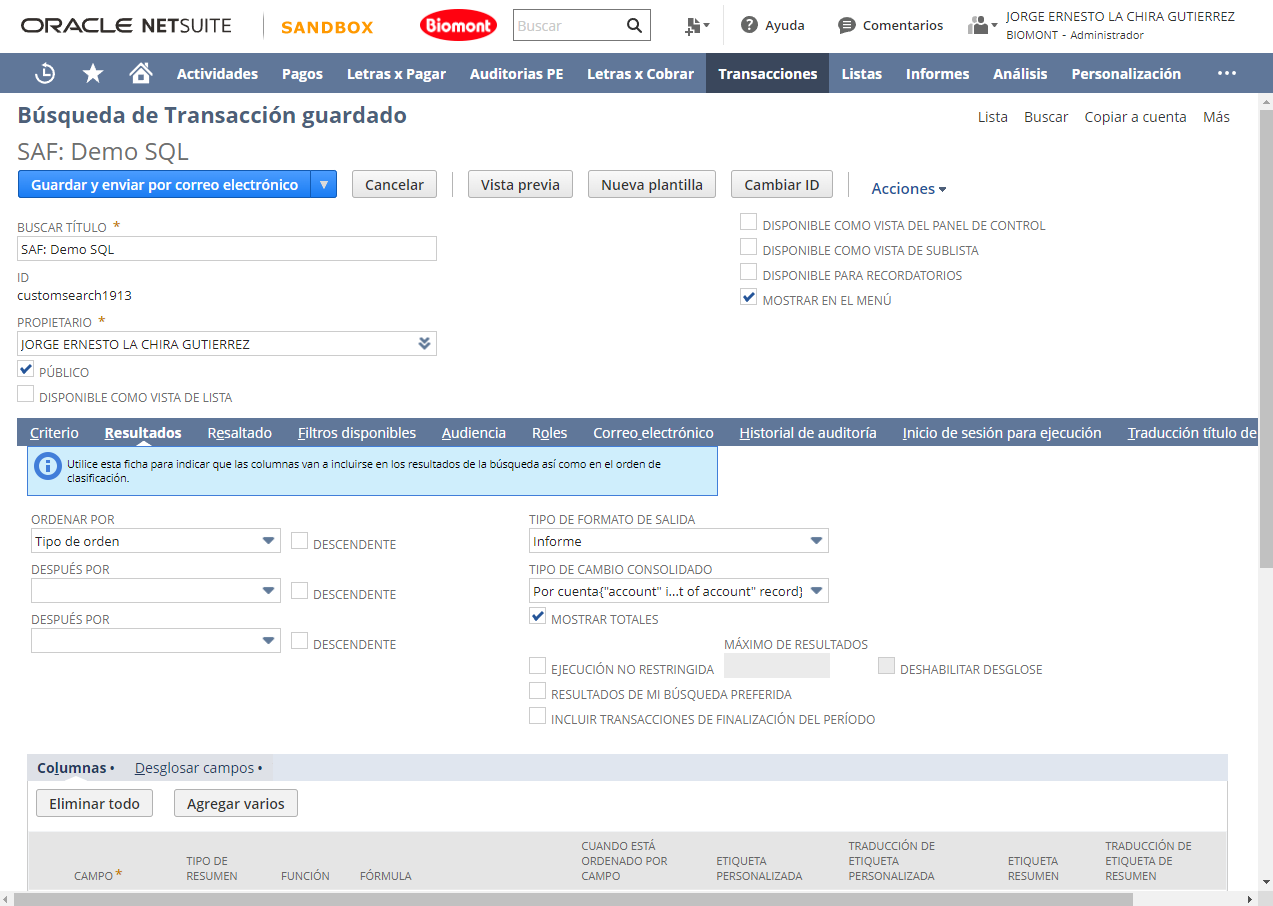 ORACLE NETSUITE
SANDBOX
Biomont
Buscar
Ayuda
Comentarios
JORGE ERNESTO LA CHIRA GUTIERREZ
BIOMONT - Administrador
Actividades Pagos Letras x Pagar Auditorias PE Letras x Cobrar Transacciones Listas Informes Análisis Personalización
Búsqueda de Transacción guardado
Lista Buscar Copiar a cuenta Más
SAF: Demo SQL
Guardar y enviar por correo electrónico Cancelar Vista previa Nueva plantilla Cambiar ID Acciones
BUSCAR TÍTULO *
SAF: Demo SQL
ID
customsearch1913
PROPIETARIO *
JORGE ERNESTO LA CHIRA GUTIERREZ
PÚBLICO
DISPONIBLE COMO VISTA DE LISTA
DISPONIBLE COMO VISTA DEL PANEL DE CONTROL
DISPONIBLE COMO VISTA DE SUBLISTA
DISPONIBLE PARA RECORDATORIOS
MOSTRAR EN EL MENÚ
Criterio Resultados Resaltado Filtros disponibles Audiencia Roles Correo electrónico Historial de auditoría Inicio de sesión para ejecución Traducción título de
Utilice esta ficha para indicar que las columnas van a incluirse en los resultados de la búsqueda así como en el orden de
clasificación.
ORDENAR POR
Tipo de orden DESCENDENTE
DESPUÉS POR
DESCENDENTE
DESPUÉS POR
DESCENDENTE
TIPO DE FORMATO DE SALIDA
Informe
TIPO DE CAMBIO CONSOLIDADO
Por cuenta{"account" i...t of account" record}
MOSTRAR TOTALES
MÁXIMO DE RESULTADOS
EJECUCIÓN NO RESTRINGIDA DESHABILITAR DESGLOSE
RESULTADOS DE MI BÚSQUEDA PREFERIDA
INCLUIR TRANSACCIONES DE FINALIZACIÓN DEL PERÍODO
Columnas • Desglosar campos •
Eliminar todo Agregar varios
CAMPO *
TIPO DE
RESUMEN
FUNCIÓN
FÓRMULA
CUANDO ESTÁ
ORDENADO POR
CAMPO
ETIQUETA
PERSONALIZADA
TRADUCCIÓN DE
ETIQUETA
PERSONALIZADA
ETIQUETA
RESUMEN
TRADUCCIÓN DE
ETIQUETA DE
RESUMEN